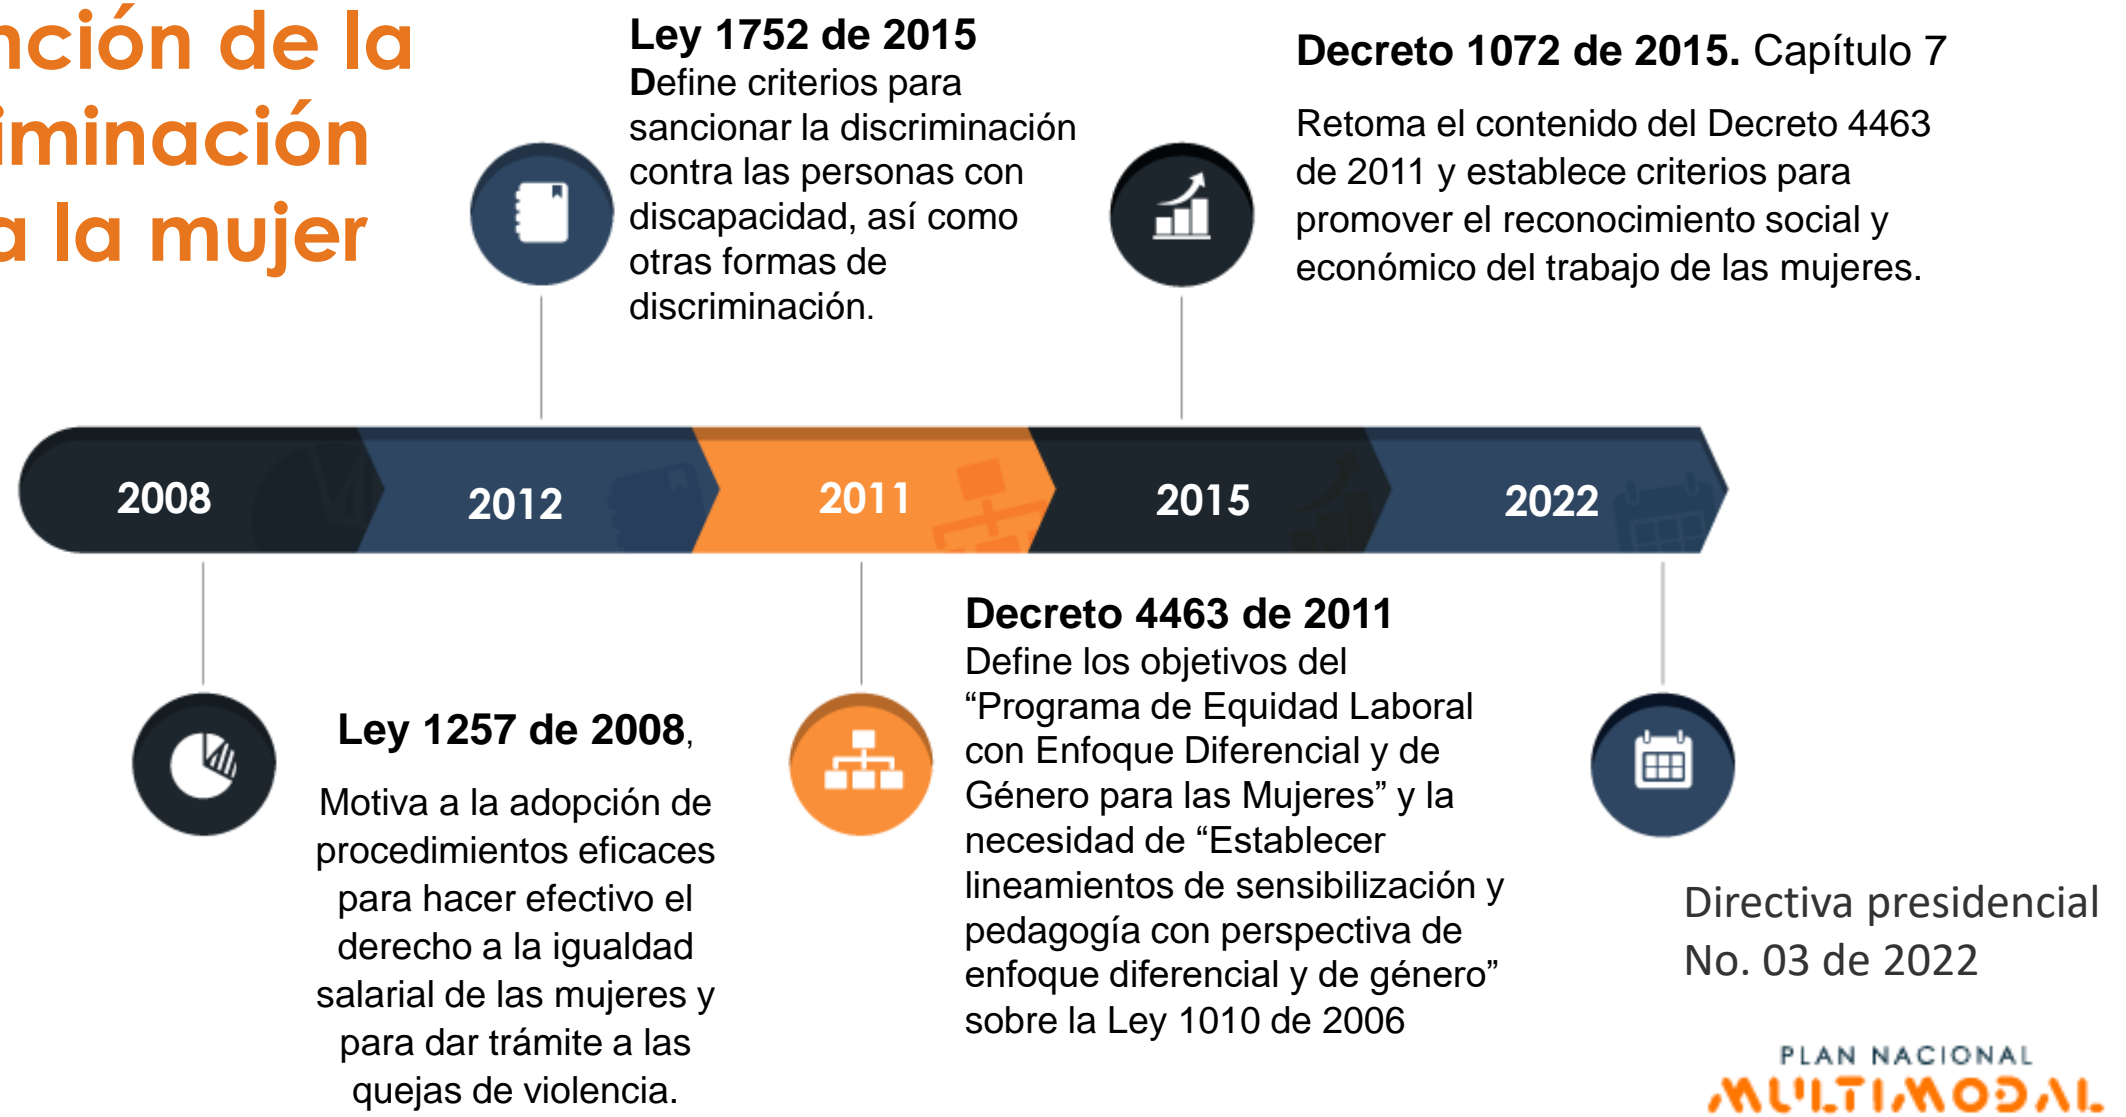 nción de la
iminación
a la mujer
Ley 1752 de 2015
Define criterios para
sancionar la discriminación
contra las personas con
discapacidad, así como
otras formas de
discriminación.
Decreto 1072 de 2015. Capítulo 7
Retoma el contenido del Decreto 4463
de 2011 y establece criterios para
promover el reconocimiento social y
económico del trabajo de las mujeres.
2008
2012
2011
2015
2022
Ley 1257 de 2008,
Motiva a la adopción de
procedimientos eficaces
para hacer efectivo el
derecho a la igualdad
salarial de las mujeres y
para dar trámite a las
quejas de violencia.
Decreto 4463 de 2011
Define los objetivos del
“Programa de Equidad Laboral
con Enfoque Diferencial y de
Género para las Mujeres” y la
necesidad de “Establecer
lineamientos de sensibilización y
pedagogía con perspectiva de
enfoque diferencial y de género”
sobre la Ley 1010 de 2006
Directiva presidencial
No. 03 de 2022
PLAN NACIONAL
MULTIMODAL